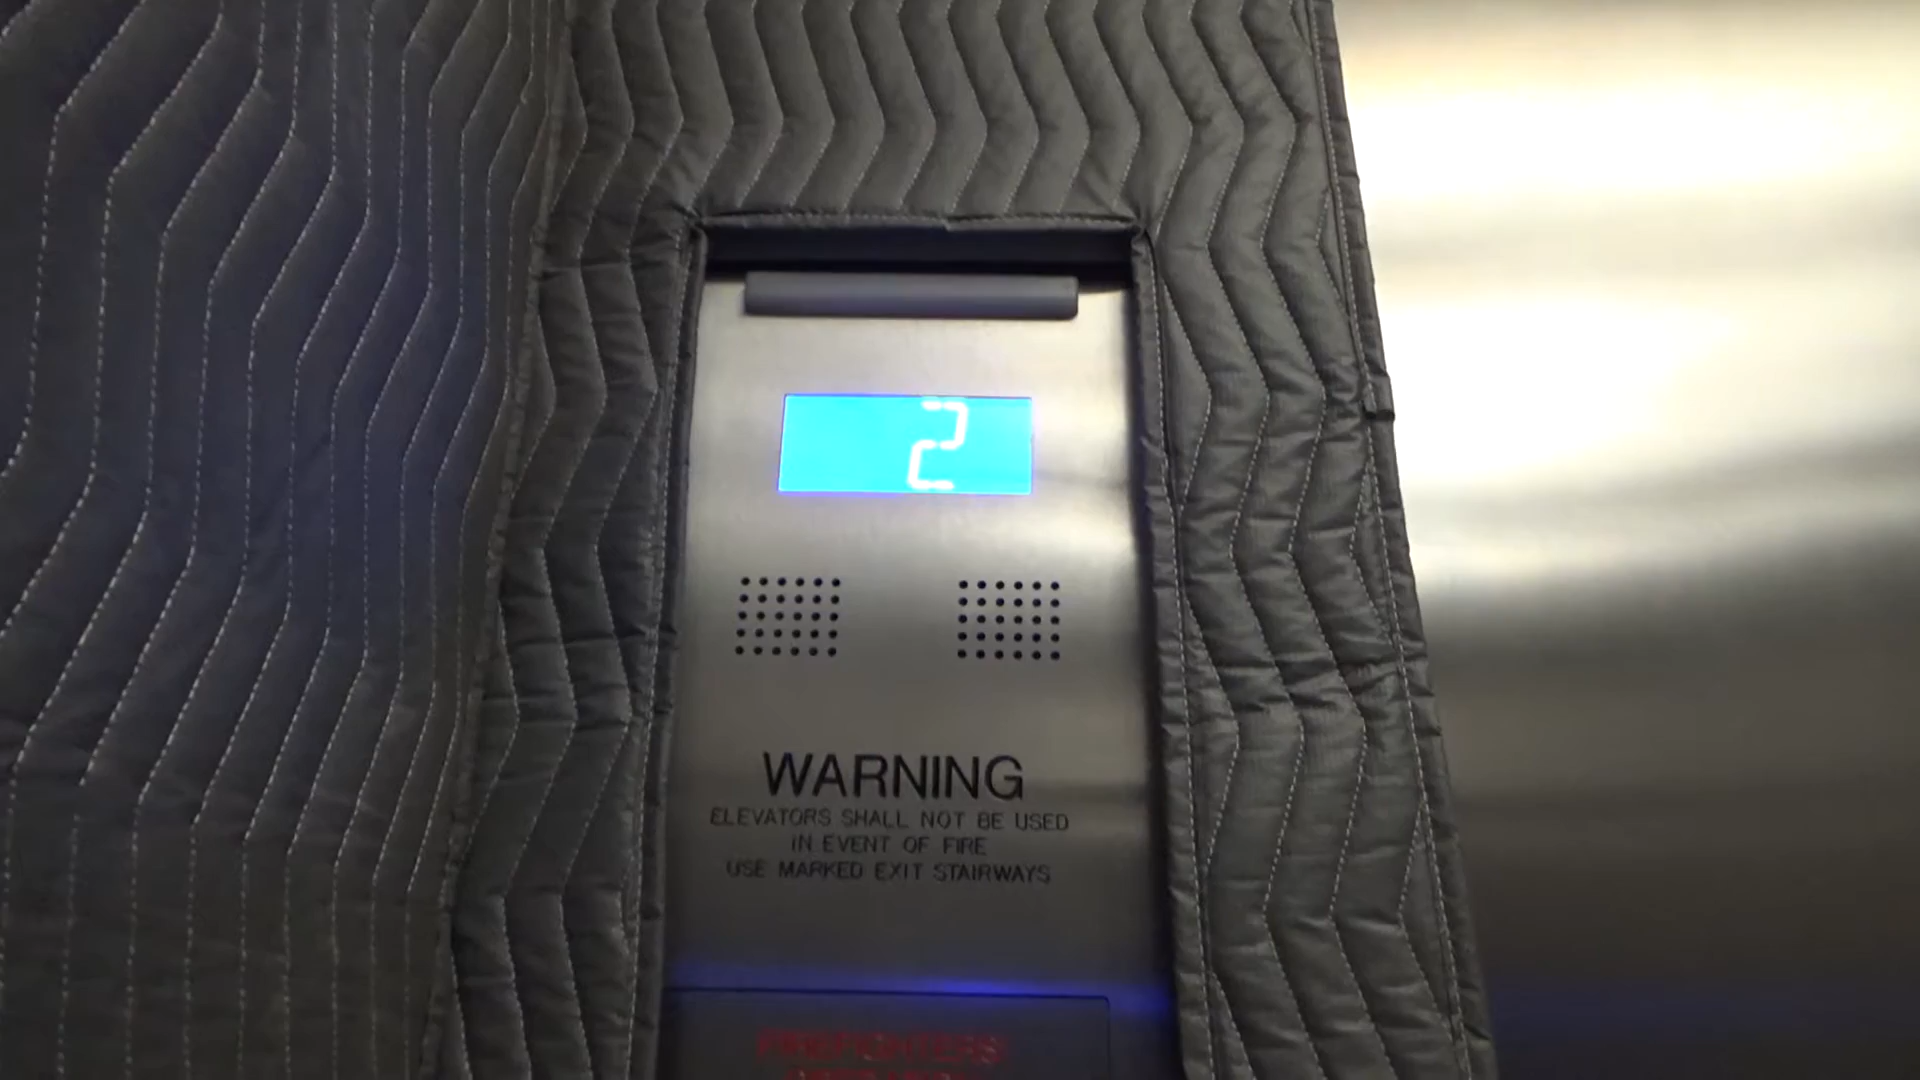 2
WARNING
ELEVATORS SHALL NOT BE USED
IN EVENT OF FIRE
USE MARKED EXIT STAIRWAYS
FIREFIGHTERS